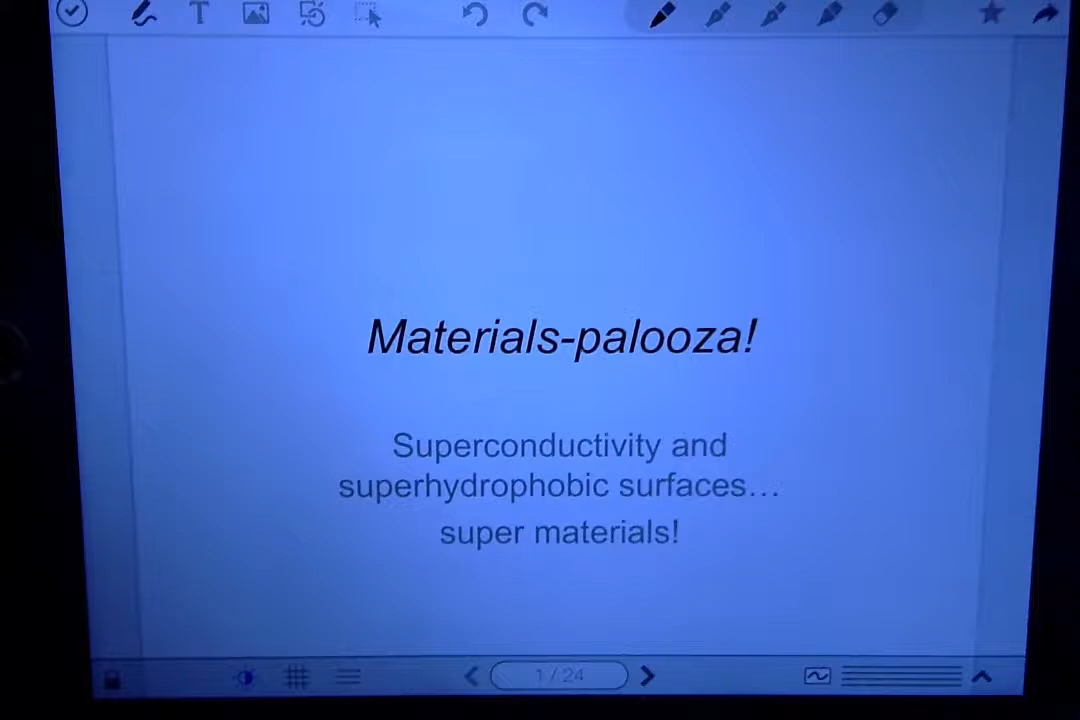 T
Materials-palooza!
Superconductivity and
superhydrophobic surfaces…
super materials!
1 / 24